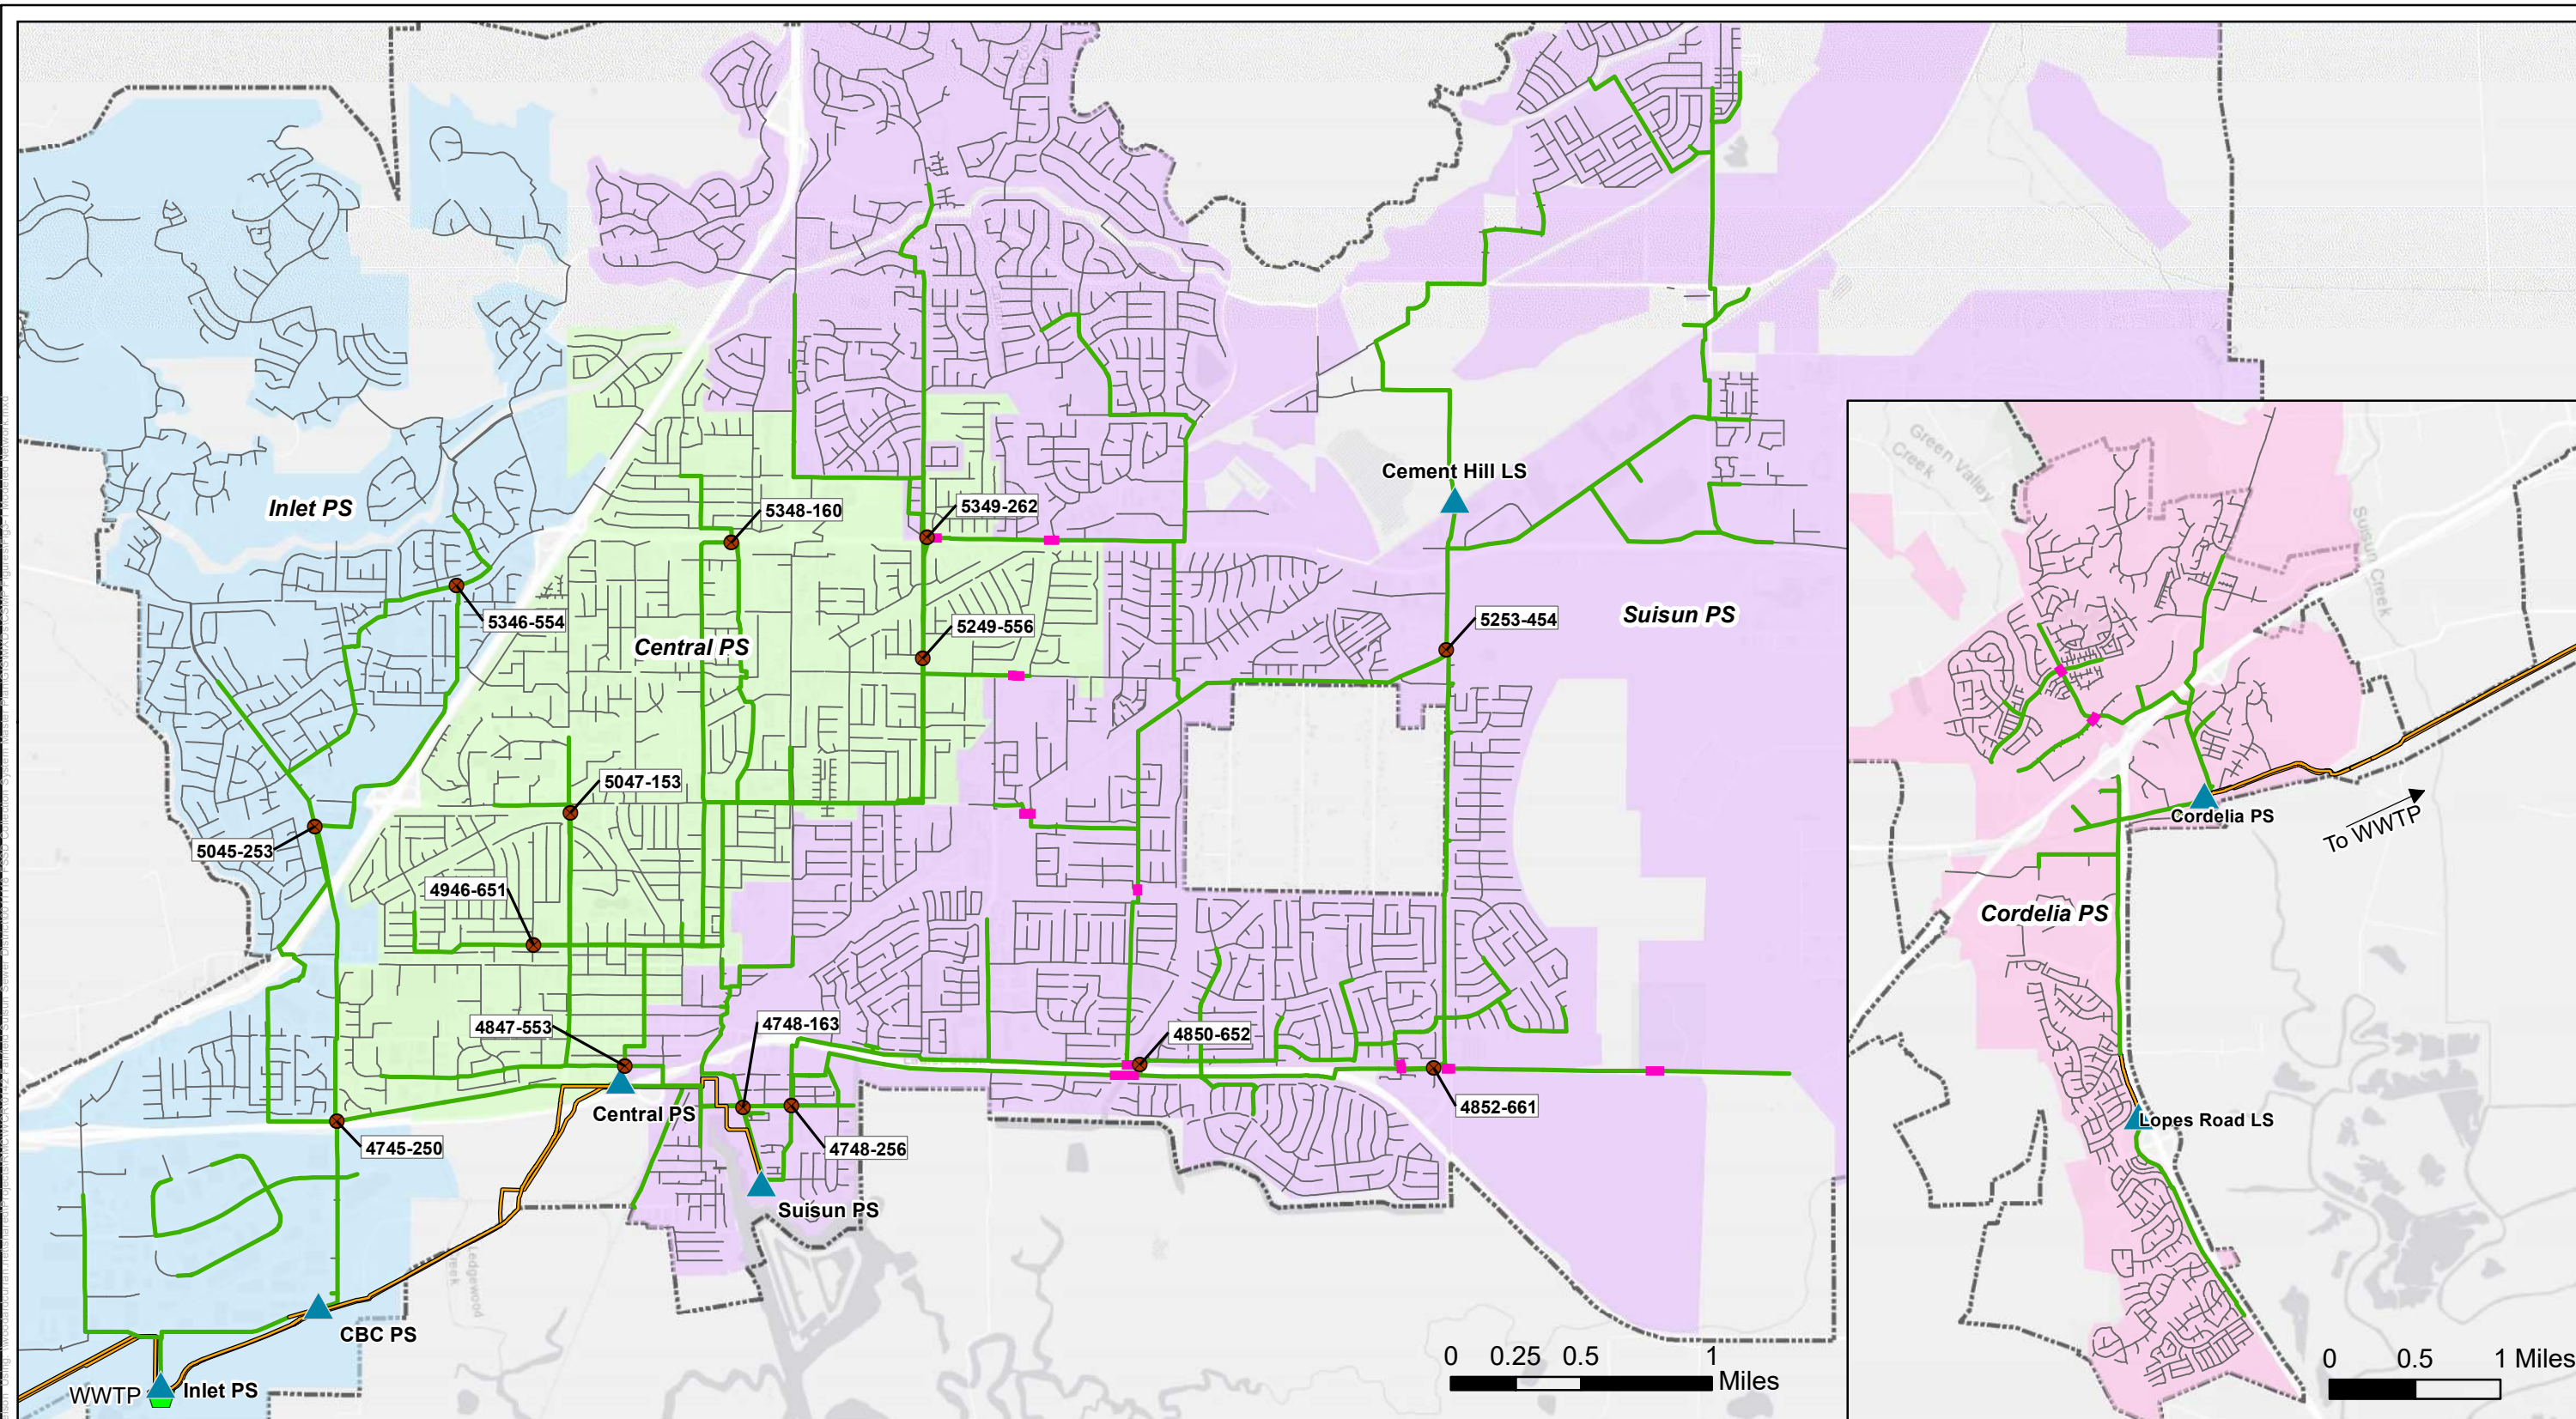 Inlet PS
5348-160
5349-262
Cement Hill LS
5346-554
Central PS
5249-556
5253-454
Suisun PS
5047-153
5045-253
4946-651
4847-553
4748-163
4850-652
4852-661
Central PS
4745-250
4748-256
Suisun PS
Ledgewood
Creek
CBC PS
WWTP
Inlet PS
0 0.25 0.5 1
Miles
Green Valley
Creek
Suisun Creek
Cordelia PS
To WWTP
Cordelia PS
Lopes Road LS
0 0.5 1 Miles